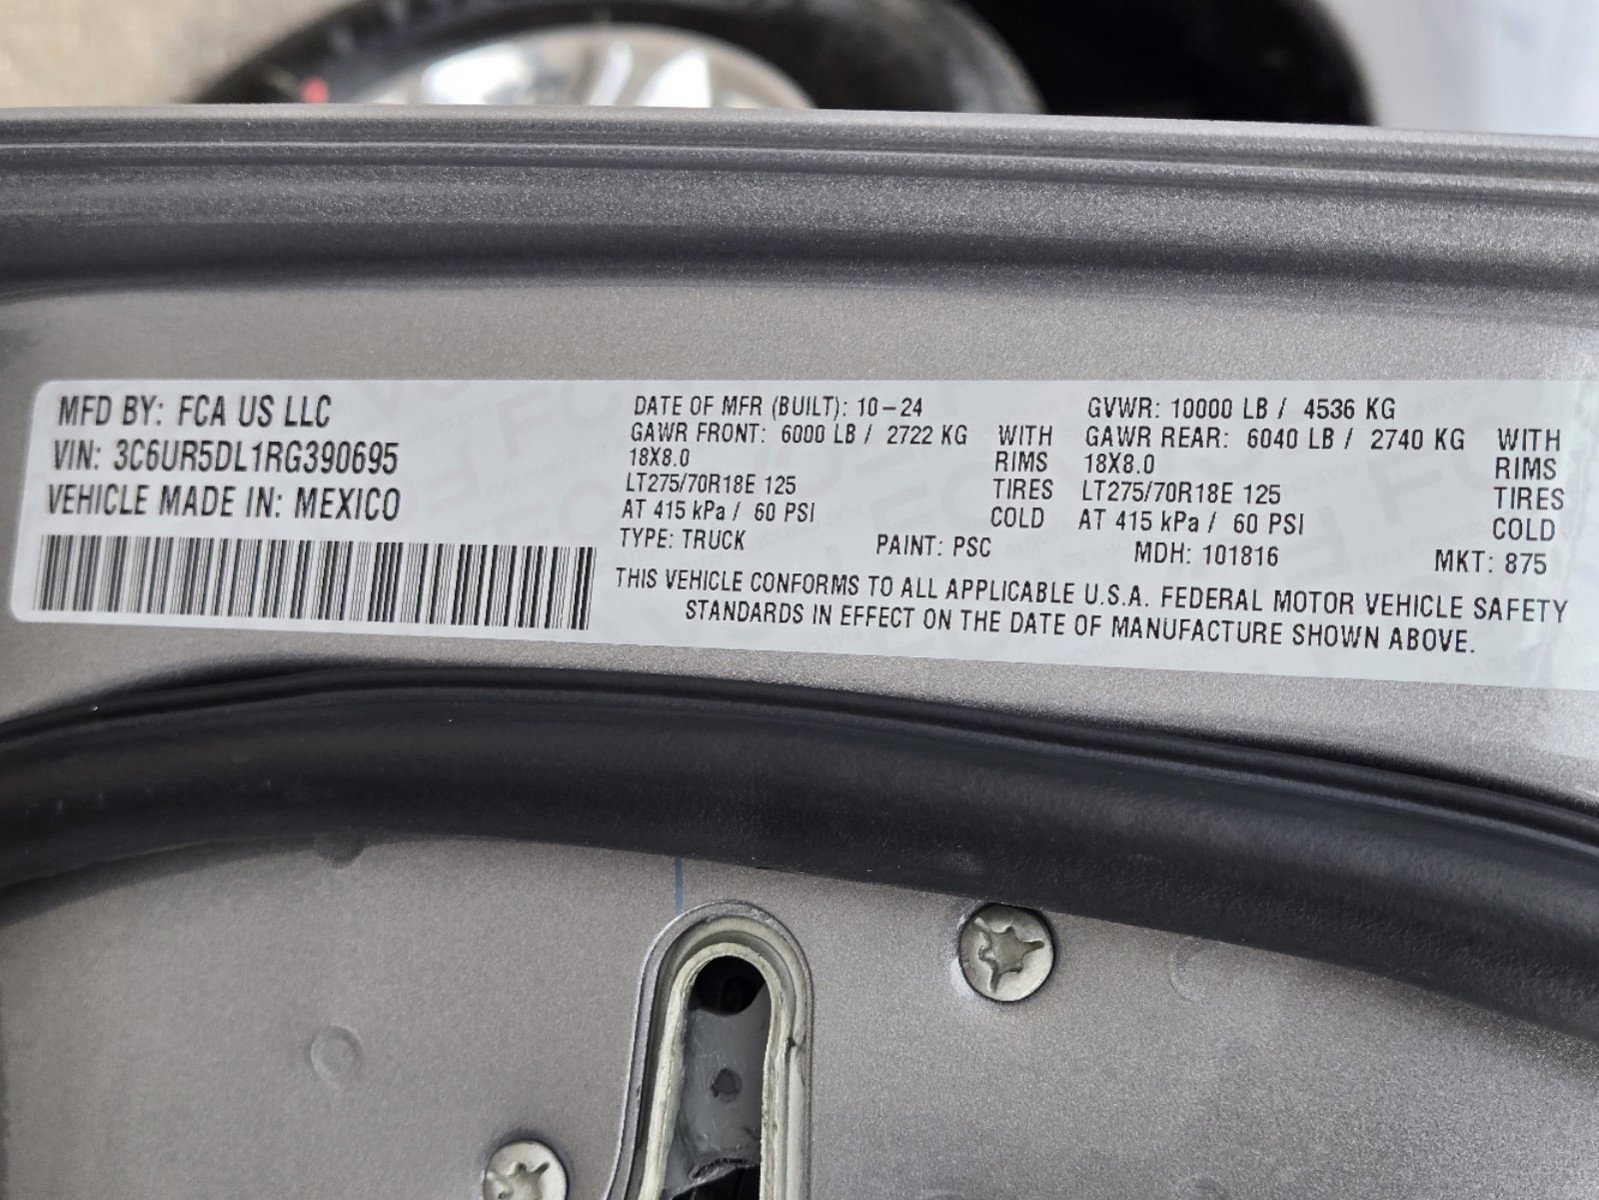 MFD BY: FCA US LLC
VIN: 3C6UR5DL1RG390695
VEHICLE MADE IN: MEXICO
DATE OF MFR (BUILT): 10-24
GAWR FRONT: 6000 LB / 2722 KG WITH
18X8.0 RIMS
LT275/70R18E 125 TIRES
AT 415 kPa / 60 PSI COLD
GVWR: 10000 LB / 4536 KG
GAWR REAR: 6040 LB / 2740 KG WITH
18X8.0 RIMS
LT275/70R18E 125 TIRES
AT 415 kPa / 60 PSI COLD
TYPE: TRUCK PAINT: PSC MDH: 101816 MKT: 875
THIS VEHICLE CONFORMS TO ALL APPLICABLE U.S.A. FEDERAL MOTOR VEHICLE SAFETY
STANDARDS IN EFFECT ON THE DATE OF MANUFACTURE SHOWN ABOVE.